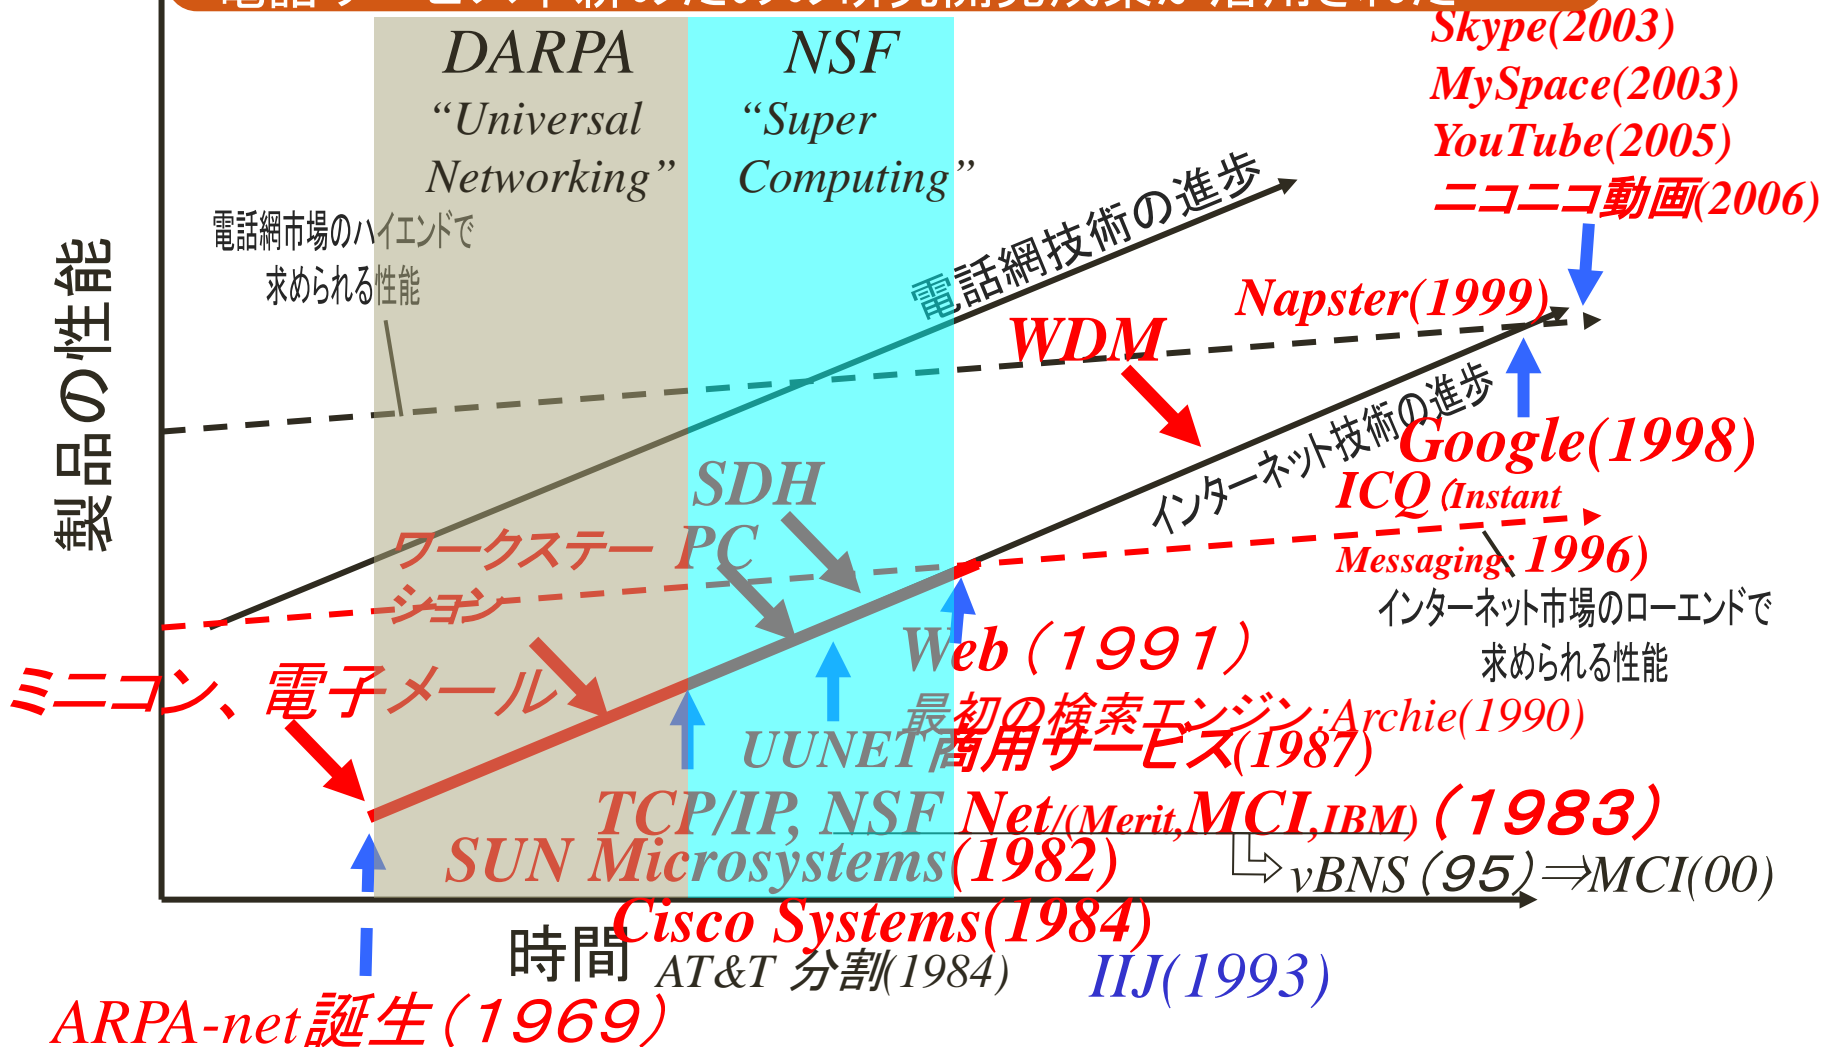 DARPA
“Universal
Networking”
NSF
“Super
Computing”
Skype(2003)
MySpace(2003)
YouTube(2005)
ニコニコ動画(2006)
電話網市場のハイエンドで
求められる性能
電話網技術の進歩
製品の性能
Napster(1999)
WDM
インターネット技術の進歩
Google(1998)
ICQ (Instant
Messaging: 1996)
SDH
PC
ワークステー
ション
インターネット市場のローエンドで
求められる性能
ミニコン、電子メール
Web（１９９１）
最初の検索エンジン:Archie(1990)
UUNET商用サービス(1987)
TCP/IP, NSF Net/(Merit,MCI,IBM)（１９８３）
SUN Microsystems(1982)
vBNS（９５）⇒MCI(00)
Cisco Systems(1984)
時間
AT&T 分割(1984)
IIJ(1993)
ARPA-net誕生（１９６９）